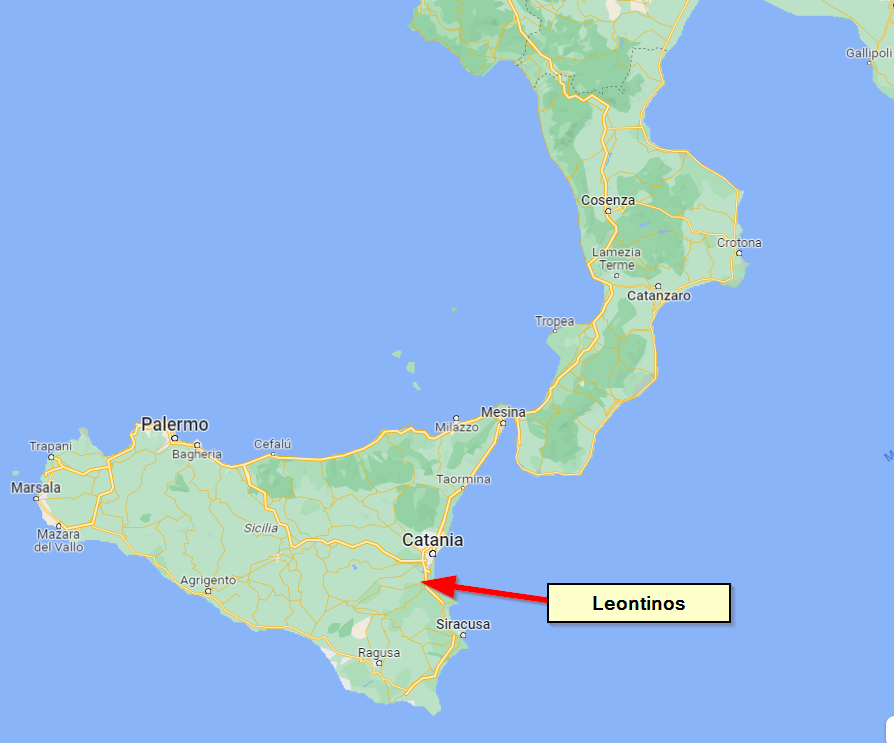 Gallipoli
Cosenza
Crotona
Lamezia
Terme
Catanzaro
Tropea
Mesina
Palermo
Milazzo
Cefalú
Trapani
Bagheria
Taormina
Marsala
Sicilia
Mazara
del Vallo
Catania
Agrigento
Leontinos
Siracusa
Ragusa